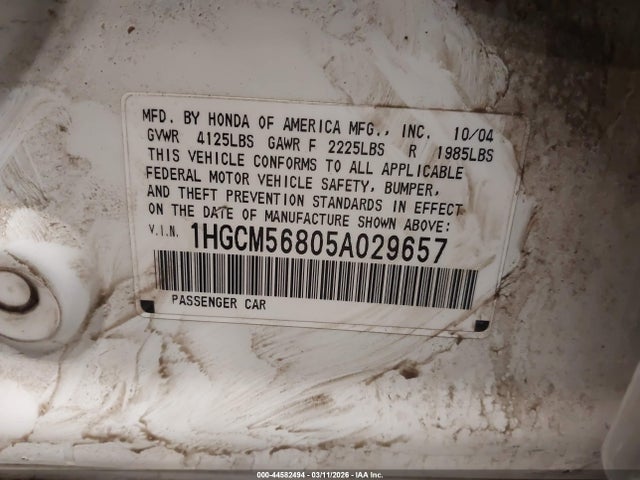 MFD. BY HONDA OF AMERICA MFG., INC. 10/04
GVWR 4125LBS GAWR F 2225LBS R 1985LBS
THIS VEHICLE CONFORMS TO ALL APPLICABLE
FEDERAL MOTOR VEHICLE SAFETY, BUMPER,
AND THEFT PREVENTION STANDARDS IN EFFECT
ON THE DATE OF MANUFACTURE SHOWN ABOVE:
V.I.N. 1HGCM56805A029657
PASSENGER CAR
000-44582494 - 03/11/2026 - IAA Inc.